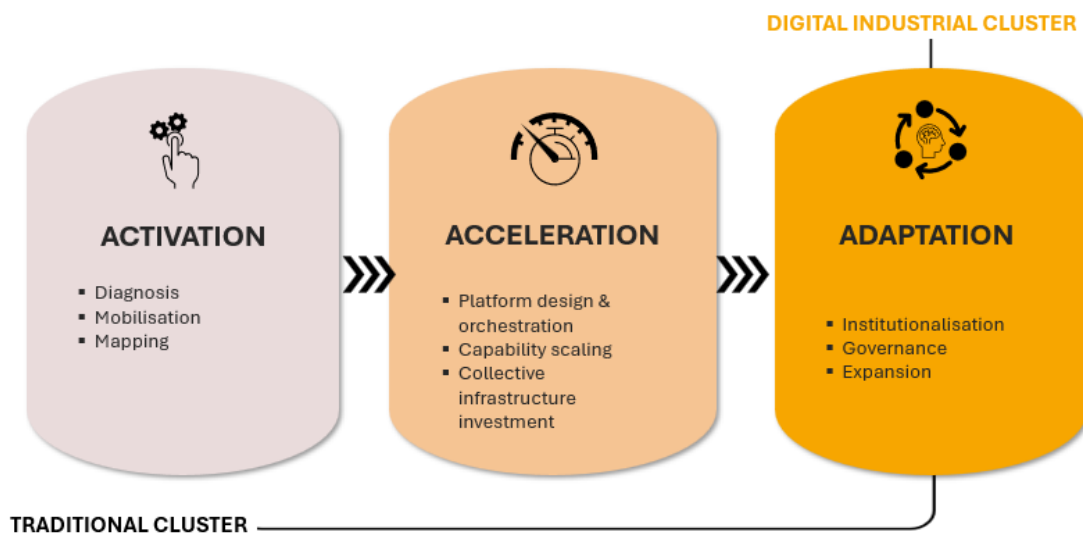 DIGITAL INDUSTRIAL CLUSTER
ACTIVATION
▪ Diagnosis
▪ Mobilisation
▪ Mapping
ACCELERATION
▪ Platform design &
orchestration
▪ Capability scaling
▪ Collective
infrastructure
investment
ADAPTATION
▪ Institutionalisation
▪ Governance
▪ Expansion
TRADITIONAL CLUSTER